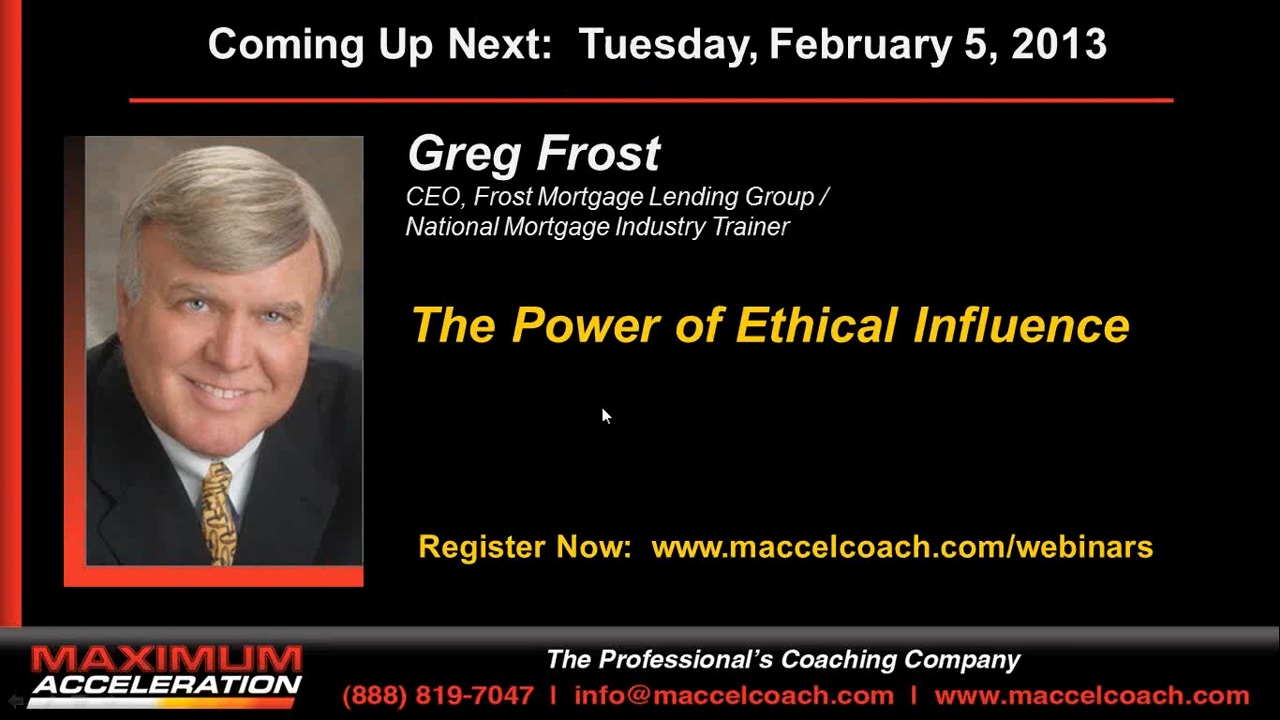 Coming Up Next: Tuesday, February 5, 2013
Greg Frost
CEO, Frost Mortgage Lending Group /
National Mortgage Industry Trainer
The Power of Ethical Influence
Register Now: www.maccelcoach.com/webinars
MAXIMUM
ACCELERATION
The Professional's Coaching Company
(888) 819-7047 | info@maccelcoach.com | www.maccelcoach.com